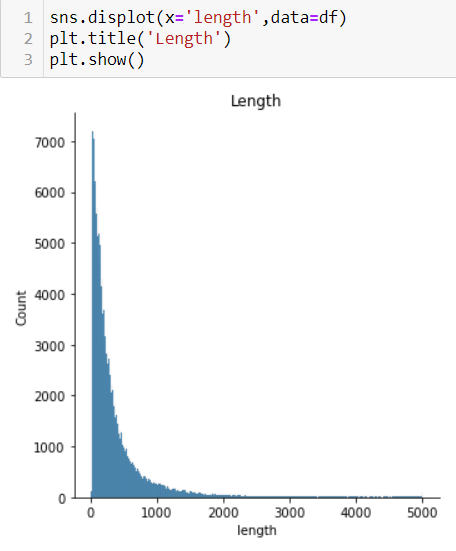 1 sns.displot(x='length',data=df)
2 plt.title('Length')
3 plt.show()
Length
7000
6000
5000
4000
3000
2000
1000
0
Count
0 1000 2000 3000 4000 5000
length